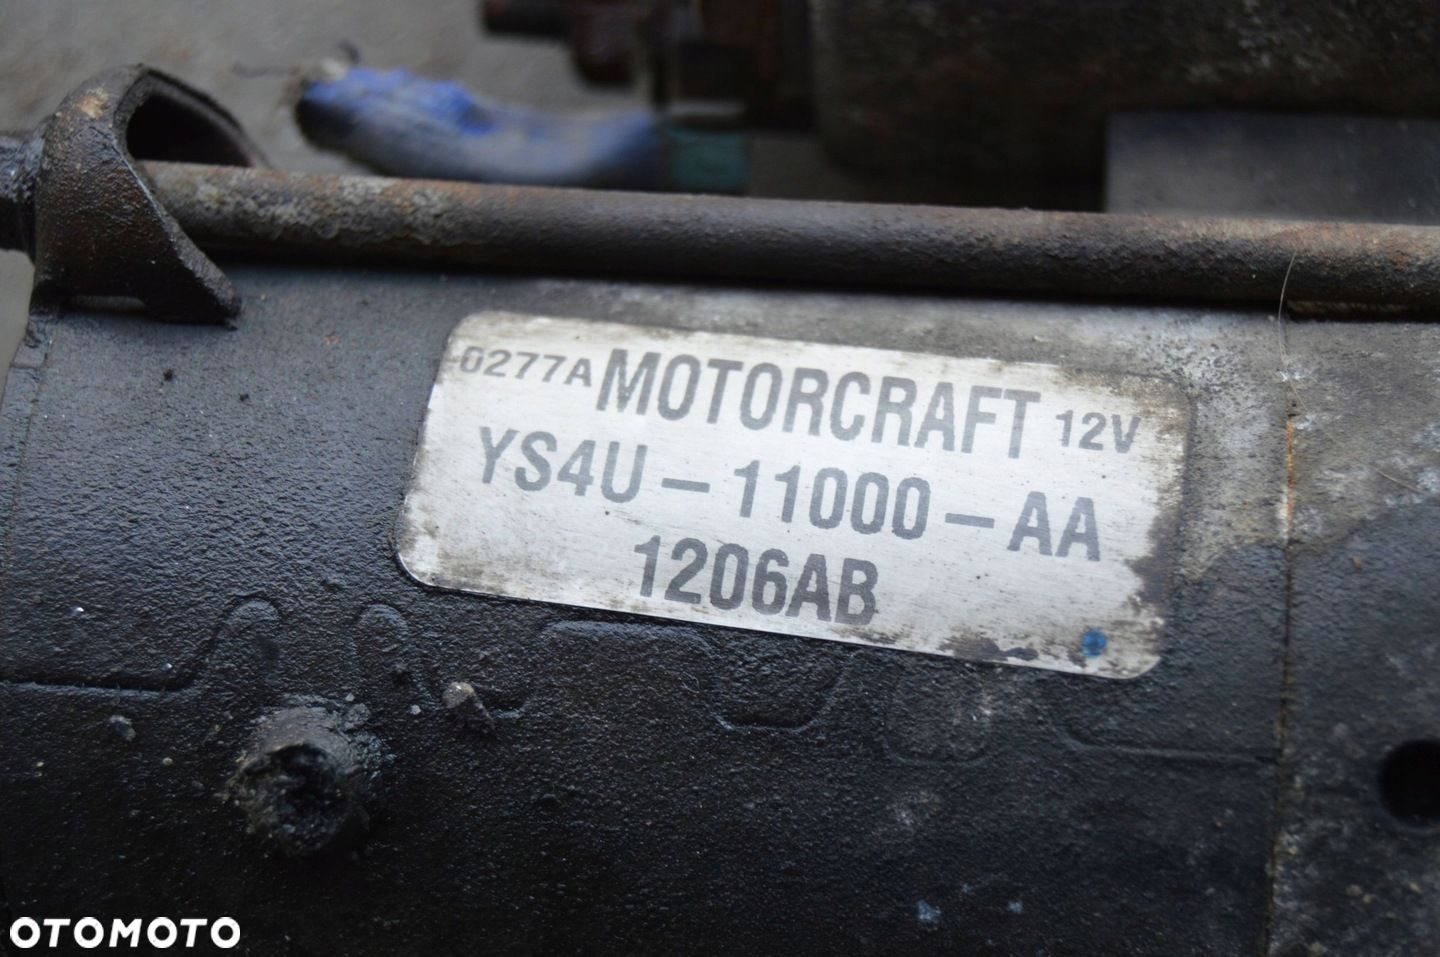 0277A MOTORCRAFT 12V
YS4U-11000-AA
1206AB
OTOMOTO